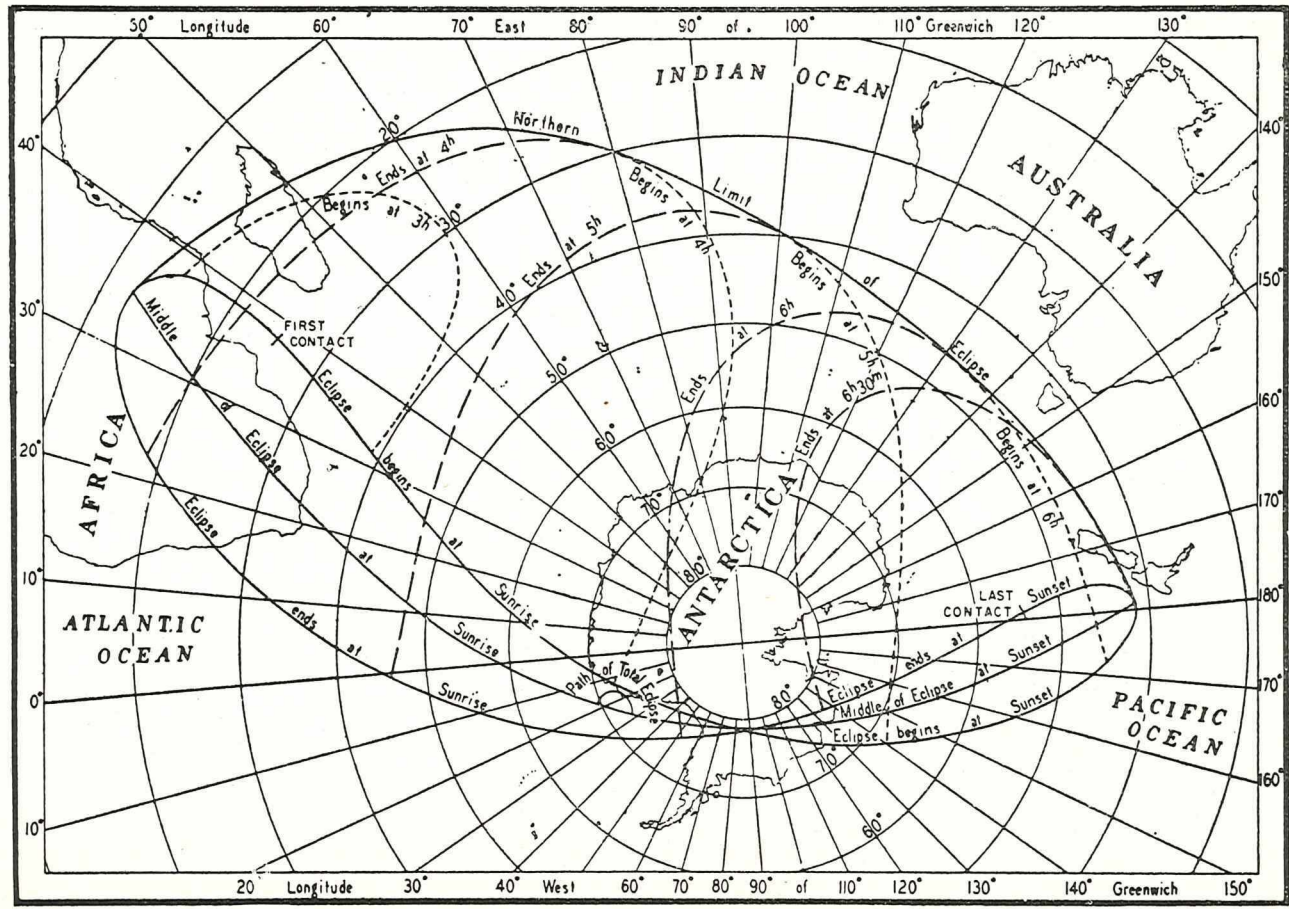 50° Longitude 60° 70° East 80° 90° of 100° 110° Greenwich 120° 130°
INDIAN OCEAN
40°
140°
20°
Northern
Ends at 4h
Begins at 3h
30°
Begins at 4h
Limit
AUSTRALIA
Ends at 5h
40°
Begins at 5h
of
150°
30°
Middle of Eclipse at Sunrise
FIRST
CONTACT
Eclipse begins at Sunrise
50°
Ends at 6h
Eclipse
160°
60°
Ends at 6h 30m
Begins at 6h
20°
AFRICA
170°
70°
ANTARCTICA
80°
Eclipse ends at Sunrise
10°
LAST
CONTACT
180°
ATLANTIC
OCEAN
Path of Total Eclipse
Eclipse ends at Sunset
Middle of Eclipse at Sunset
Eclipse begins at Sunset
0°
80°
170°
PACIFIC
OCEAN
70°
160°
60°
10°
20° Longitude 30° 40° West 50° 60° 70° 80° 90° of 110° 120° 130° 140° Greenwich 150°